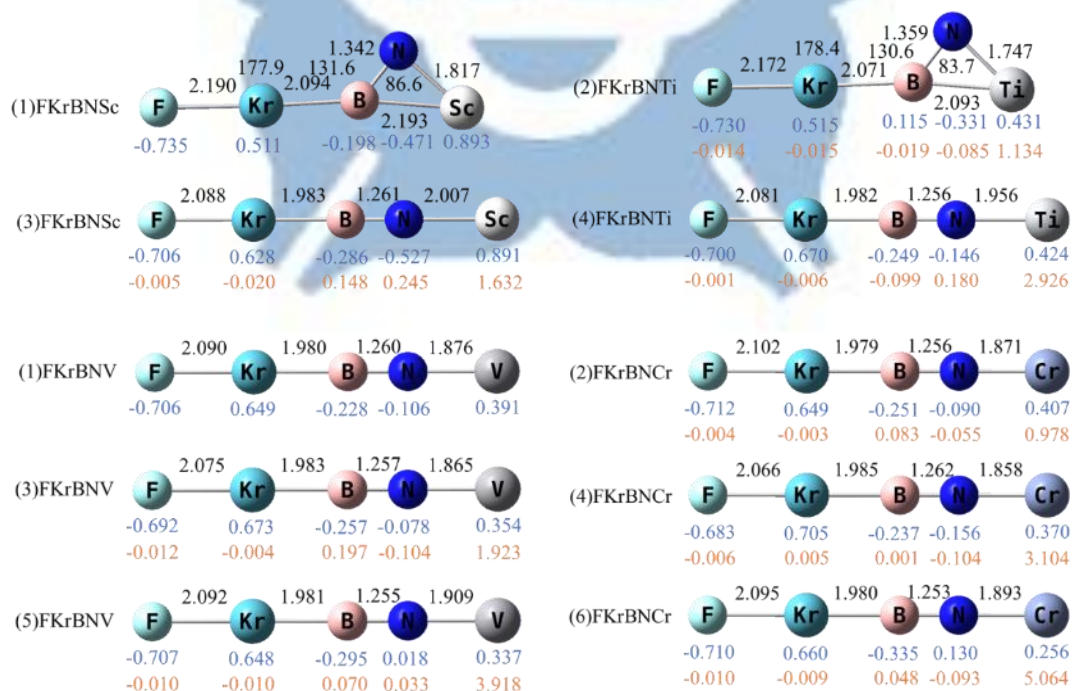 1.342 N
177.9 131.6 1.817
2.190 2.094 86.6
(1)FKrBNSc F Kr B Sc
2.193
-0.735 0.511 -0.198 -0.471 0.893
1.359 N
178.4 130.6 1.747
2.172 2.071 83.7
(2)FKrBNTi F Kr B Ti
2.093
-0.730 0.515 0.115 -0.331 0.431
-0.014 -0.015 -0.019 -0.085 1.134
2.088 1.983 1.261 2.007
(3)FKrBNSc F Kr B N Sc
-0.706 0.628 -0.286 -0.527 0.891
-0.005 -0.020 0.148 0.245 1.632
2.081 1.982 1.256 1.956
(4)FKrBNTi F Kr B N Ti
-0.700 0.670 -0.249 -0.146 0.424
-0.001 -0.006 -0.099 0.180 2.926
2.090 1.980 1.260 1.876
(1)FKrBNV F Kr B N V
-0.706 0.649 -0.228 -0.106 0.391
2.102 1.979 1.256 1.871
(2)FKrBNCr F Kr B N Cr
-0.712 0.649 -0.251 -0.090 0.407
-0.004 -0.003 0.083 -0.055 0.978
2.075 1.983 1.257 1.865
(3)FKrBNV F Kr B N V
-0.692 0.673 -0.257 -0.078 0.354
-0.012 -0.004 0.197 -0.104 1.923
2.066 1.985 1.262 1.858
(4)FKrBNCr F Kr B N Cr
-0.683 0.705 -0.237 -0.156 0.370
-0.006 0.005 0.001 -0.104 3.104
2.092 1.981 1.255 1.909
(5)FKrBNV F Kr B N V
-0.707 0.648 -0.295 0.018 0.337
-0.010 -0.010 0.070 0.033 3.918
2.095 1.980 1.253 1.893
(6)FKrBNCr F Kr B N Cr
-0.710 0.660 -0.335 0.130 0.256
-0.010 -0.009 0.048 -0.093 5.064